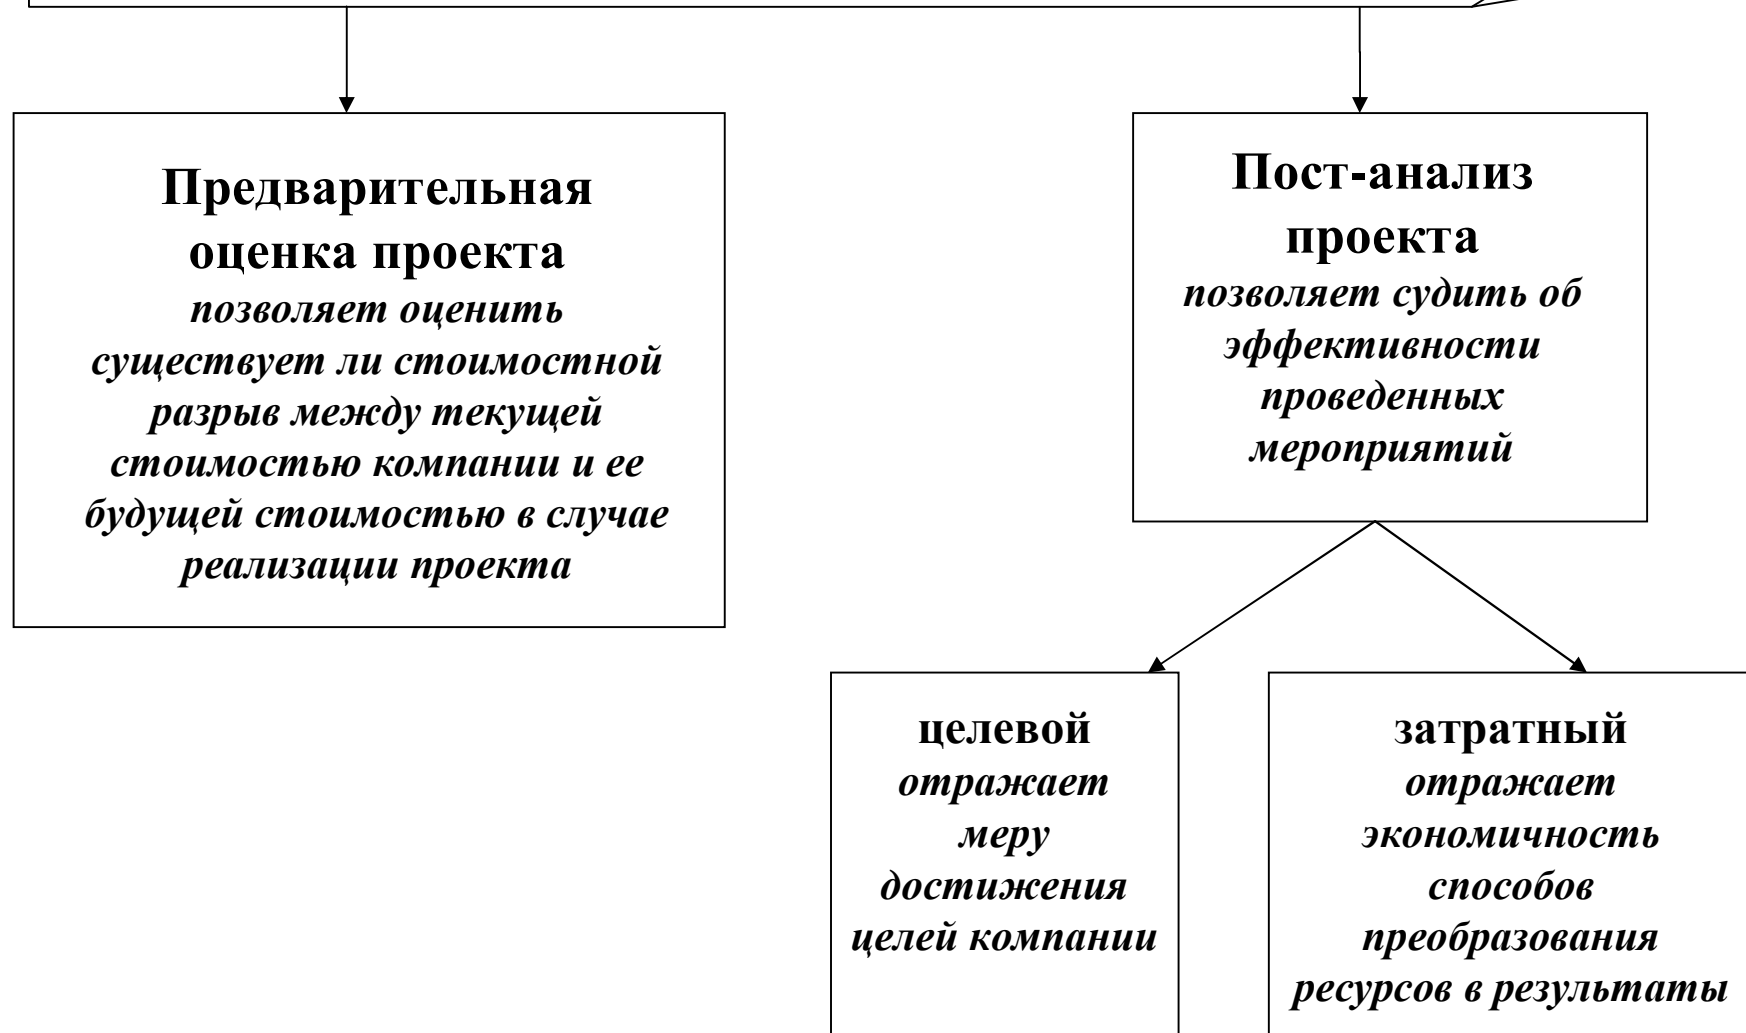 Предварительная
оценка проекта
позволяет оценить
существует ли стоимостной
разрыв между текущей
стоимостью компании и ее
будущей стоимостью в случае
реализации проекта
Пост-анализ
проекта
позволяет судить об
эффективности
проведенных
мероприятий
целевой
отражает
меру
достижения
целей компании
затратный
отражает
экономичность
способов
преобразования
ресурсов в результаты